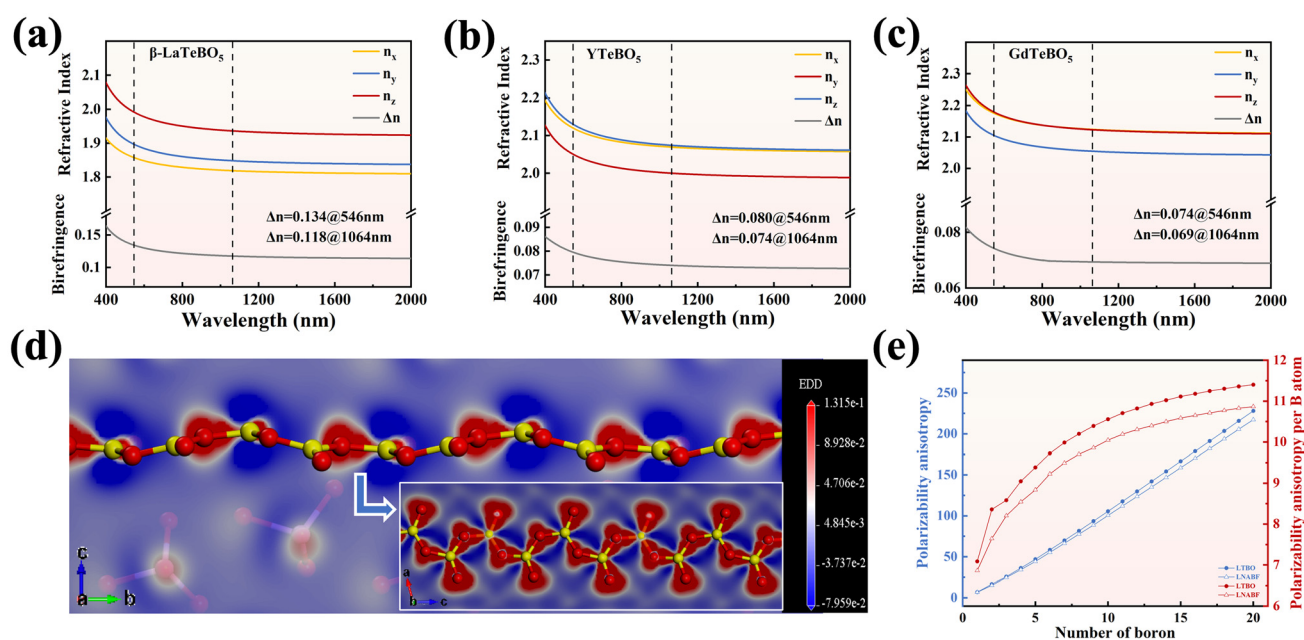 (a)
β-LaTeBO5
nx
ny
nz
Δn
Refractive Index
2.1
2.0
1.9
1.8
Birefringence
0.15
0.1
Δn=0.134@546nm
Δn=0.118@1064nm
400 800 1200 1600 2000
Wavelength (nm)
(b)
YTeBO5
nx
ny
nz
Δn
Refractive Index
2.3
2.2
2.1
2.0
Birefringence
0.09
0.08
0.07
Δn=0.080@546nm
Δn=0.074@1064nm
400 800 1200 1600 2000
Wavelength (nm)
(c)
GdTeBO5
nx
ny
nz
Δn
Refractive Index
2.3
2.2
2.1
2.0
Birefringence
0.08
0.06
Δn=0.074@546nm
Δn=0.069@1064nm
400 800 1200 1600 2000
Wavelength (nm)
(d)
EDD
1.315e-1
8.928e-2
4.706e-2
4.845e-3
-3.737e-2
-7.959e-2
c
a b
a
b c
(e)
Polarizability anisotropy
250
225
200
150
100
75
50
25
0
Polarizability anisotropy per B atom
12
11
10
9
8
7
6
LTBO
LNABF
LTBO
LNABF
0 5 10 15 20
Number of boron